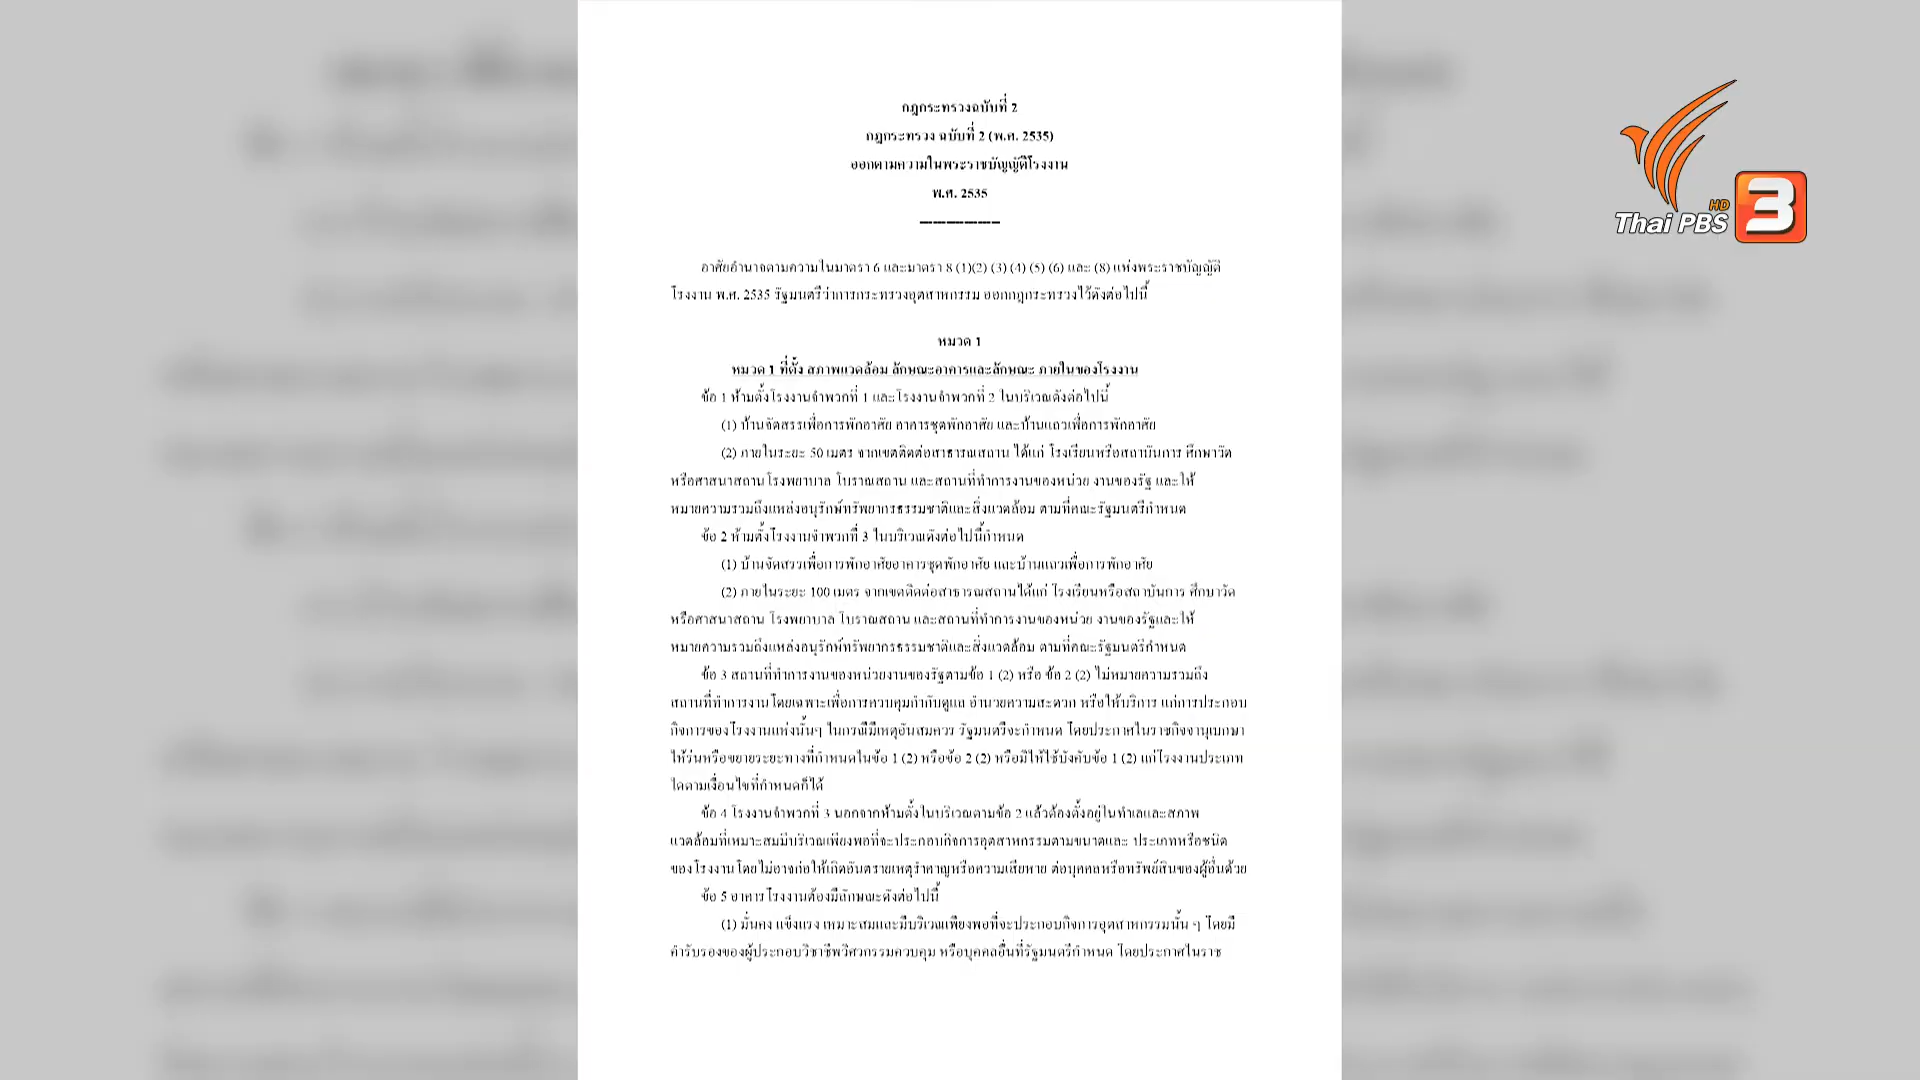 กฎกระทรวงฉบับที่ 2
กฎกระทรวง ฉบับที่ 2 (พ.ศ. 2535)
ออกตามความในพระราชบัญญัติโรงงาน
พ.ศ. 2535
--------------------
อาศัยอำนาจตามความในมาตรา 6 และมาตรา 8 (1)(2) (3) (4) (5) (6) และ (8) แห่งพระราชบัญญัติ
โรงงาน พ.ศ. 2535 รัฐมนตรีว่าการกระทรวงอุตสาหกรรม ออกกฎกระทรวงไว้ดังต่อไปนี้
หมวด 1
หมวด 1 ที่ตั้ง สภาพแวดล้อม ลักษณะอาคารและลักษณะ ภายในของโรงงาน
ข้อ 1 ห้ามตั้งโรงงานจำพวกที่ 1 และโรงงานจำพวกที่ 2 ในบริเวณดังต่อไปนี้
(1) บ้านจัดสรรเพื่อการพักอาศัย อาคารชุดพักอาศัย และบ้านแถวเพื่อการพักอาศัย
(2) ภายในระยะ 50 เมตร จากเขตติดต่อสาธารณสถาน ได้แก่ โรงเรียนหรือสถาบันการ ศึกษาวัด
หรือศาสนาสถานโรงพยาบาล โบราณสถาน และสถานที่ทำการงานของหน่วย งานของรัฐ และให้
หมายความรวมถึงแหล่งอนุรักษ์ทรัพยากรธรรมชาติและสิ่งแวดล้อม ตามที่คณะรัฐมนตรีกำหนด
ข้อ 2 ห้ามตั้งโรงงานจำพวกที่ 3 ในบริเวณดังต่อไปนี้กำหนด
(1) บ้านจัดสรรเพื่อการพักอาศัยอาคารชุดพักอาศัย และบ้านแถวเพื่อการพักอาศัย
(2) ภายในระยะ 100 เมตร จากเขตติดต่อสาธารณสถานได้แก่ โรงเรียนหรือสถาบันการ ศึกษาวัด
หรือศาสนาสถาน โรงพยาบาล โบราณสถาน และสถานที่ทำการงานของหน่วย งานของรัฐและให้
หมายความรวมถึงแหล่งอนุรักษ์ทรัพยากรธรรมชาติและสิ่งแวดล้อม ตามที่คณะรัฐมนตรีกำหนด
ข้อ 3 สถานที่ทำการงานของหน่วยงานของรัฐตามข้อ 1 (2) หรือ ข้อ 2 (2) ไม่หมายความรวมถึง
สถานที่ทำการงานโดยเฉพาะเพื่อการควบคุมกำกับดูแล อำนวยความสะดวก หรือให้บริการ แก่การประกอบ
กิจการของโรงงานแห่งนั้นๆ ในกรณีมีเหตุอันสมควร รัฐมนตรีจะกำหนด โดยประกาศในราชกิจจานุเบกษา
ให้ร่นหรือขยายระยะทางที่กำหนดในข้อ 1 (2) หรือข้อ 2 (2) หรือมิให้ใช้บังคับข้อ 1 (2) แก่โรงงานประเภท
ใดตามเงื่อนไขที่กำหนดก็ได้
ข้อ 4 โรงงานจำพวกที่ 3 นอกจากห้ามตั้งในบริเวณตามข้อ 2 แล้วต้องตั้งอยู่ในทำเลและสภาพ
แวดล้อมที่เหมาะสมมีบริเวณเพียงพอที่จะประกอบกิจการอุตสาหกรรมตามขนาดและ ประเภทหรือชนิด
ของโรงงานโดยไม่อาจก่อให้เกิดอันตรายเหตุรำคาญหรือความเสียหาย ต่อบุคคลหรือทรัพย์สินของผู้อื่นด้วย
ข้อ 5 อาคารโรงงานต้องมีลักษณะดังต่อไปนี้
(1) มั่นคง แข็งแรง เหมาะสมและมีบริเวณเพียงพอที่จะประกอบกิจการอุตสาหกรรมนั้น ๆ โดยมี
คำรับรองของผู้ประกอบวิชาชีพวิศวกรรมควบคุม หรือบุคคลอื่นที่รัฐมนตรีกำหนด โดยประกาศในราช
Thai PBS HD 3